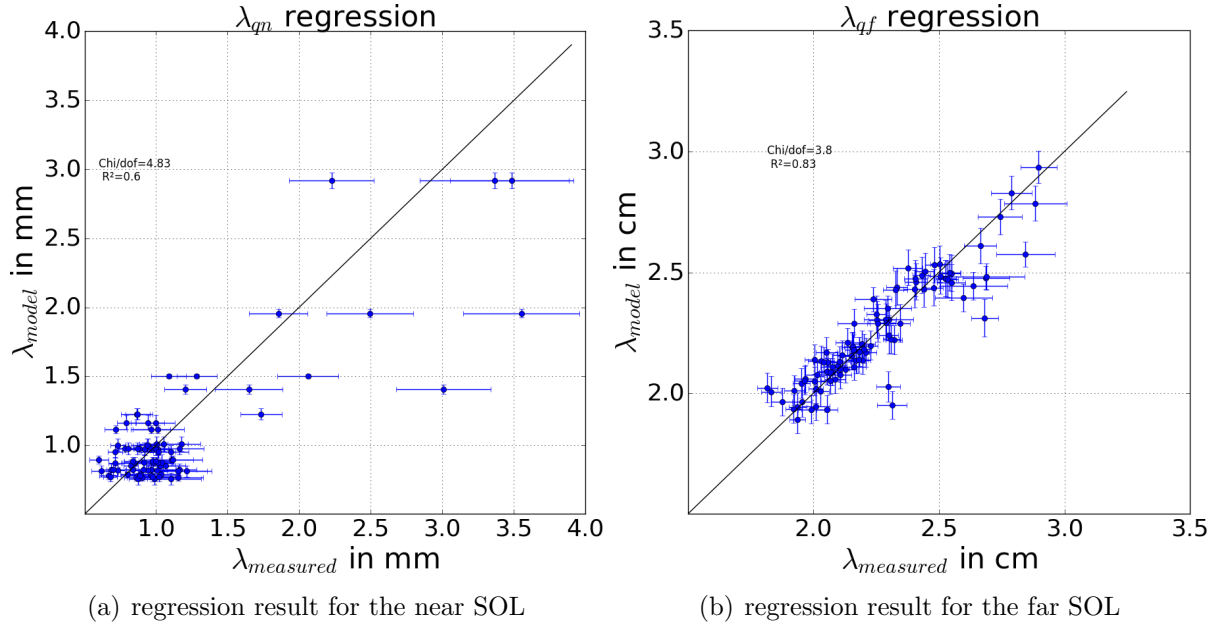 λqn regression
4.0
3.5
3.0
2.5
2.0
1.5
1.0
Chi/dof=4.83
R²=0.6
λmodel in mm
1.0 1.5 2.0 2.5 3.0 3.5 4.0
λmeasured in mm
(a) regression result for the near SOL
λqf regression
3.5
3.0
2.5
2.0
Chi/dof=3.8
R²=0.83
λmodel in cm
2.0 2.5 3.0 3.5
λmeasured in cm
(b) regression result for the far SOL